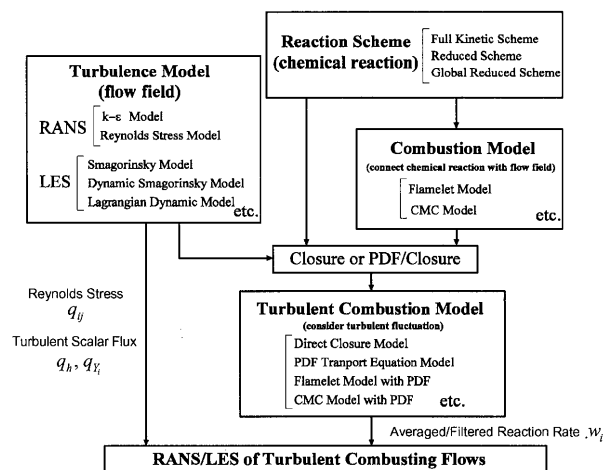 Reaction Scheme
(chemical reaction)
Full Kinetic Scheme
Reduced Scheme
Global Reduced Scheme
Turbulence Model
(flow field)
RANS
k−ε Model
Reynolds Stress Model
LES
Smagorinsky Model
Dynamic Smagorinsky Model
Lagrangian Dynamic Model
etc.
Combustion Model
(connect chemical reaction with flow field)
Flamelet Model
CMC Model
etc.
Closure or PDF/Closure
Reynolds Stress
q_ij
Turbulent Scalar Flux
q_h, q_Y_i
Turbulent Combustion Model
(consider turbulent fluctuation)
Direct Closure Model
PDF Tranport Equation Model
Flamelet Model with PDF
CMC Model with PDF
etc.
Averaged/Filtered Reaction Rate .w_i
RANS/LES of Turbulent Combusting Flows